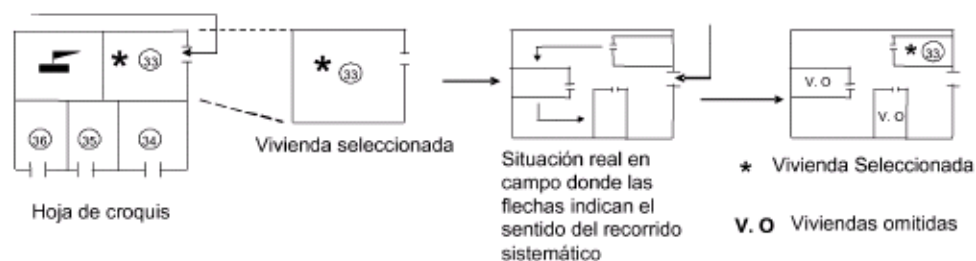 * 33
36 35 34
Hoja de croquis
* 33
Vivienda seleccionada
Situación real en
campo donde las
flechas indican el
sentido del recorrido
sistemático
* 33
V. O
V. O
* Vivienda Seleccionada
V. O Viviendas omitidas